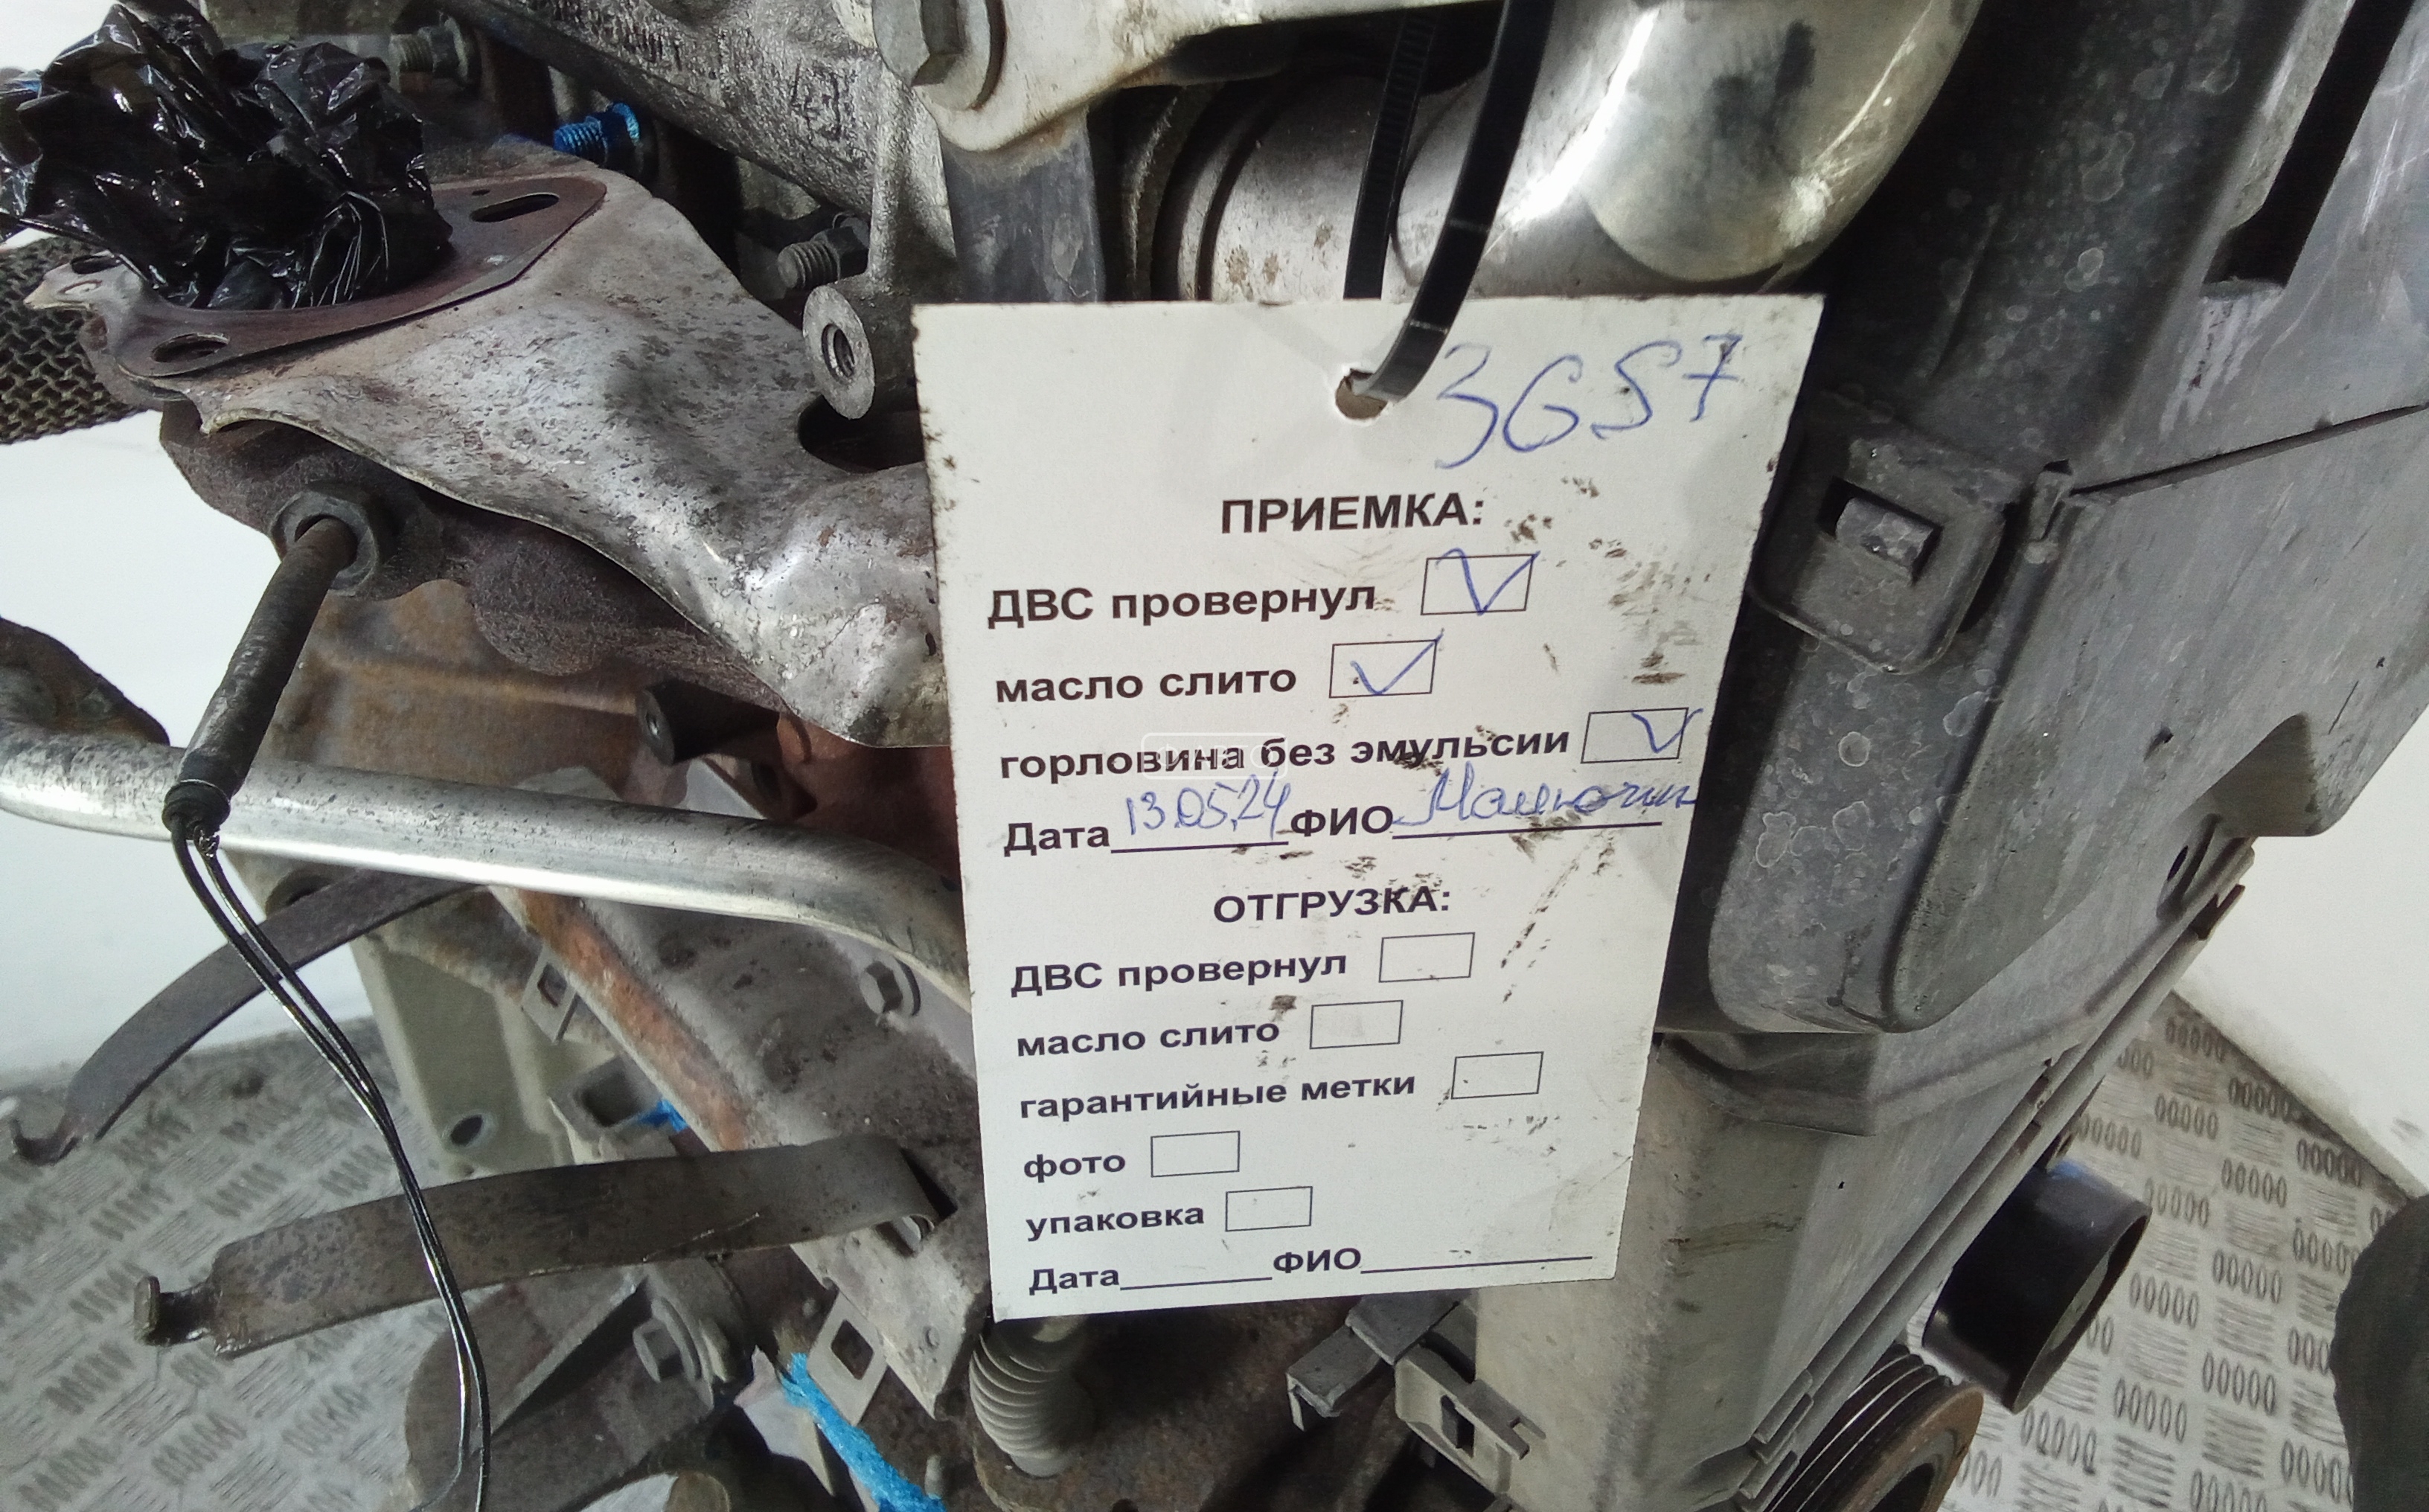 3657
ПРИЕМКА:
ДВС провернул
масло слито
горловина без эмульсии
Дата 13.05.24 ФИО
ОТГРУЗКА:
ДВС провернул
масло слито
гарантийные метки
фото
упаковка
Дата ФИО